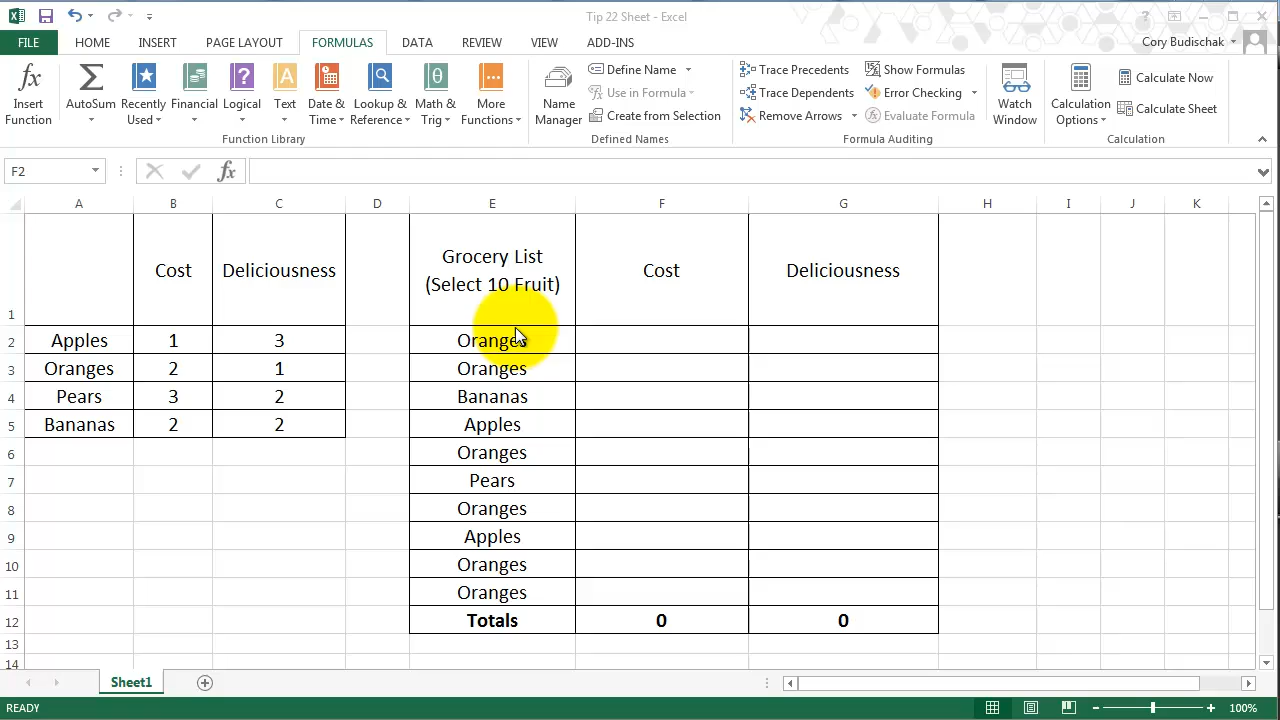 Tip 22 Sheet - Excel
?
FILE HOME INSERT PAGE LAYOUT FORMULAS DATA REVIEW VIEW ADD-INS Cory Budischak
Insert Function
AutoSum
Recently Used
Financial
Logical
Text
Date & Time
Lookup & Reference
Math & Trig
More Functions
Function Library
Name Manager
Define Name
Use in Formula
Create from Selection
Defined Names
Trace Precedents
Trace Dependents
Remove Arrows
Show Formulas
Error Checking
Evaluate Formula
Formula Auditing
Watch Window
Calculation Options
Calculate Now
Calculate Sheet
Calculation
F2 fx
A B C D E F G H I J K
1 Cost Deliciousness Grocery List (Select 10 Fruit) Cost Deliciousness
2 Apples 1 3 Oranges
3 Oranges 2 1 Oranges
4 Pears 3 2 Bananas
5 Bananas 2 2 Apples
6 Oranges
7 Pears
8 Oranges
9 Apples
10 Oranges
11 Oranges
12 Totals 0 0
13
14
Sheet1
READY 100%